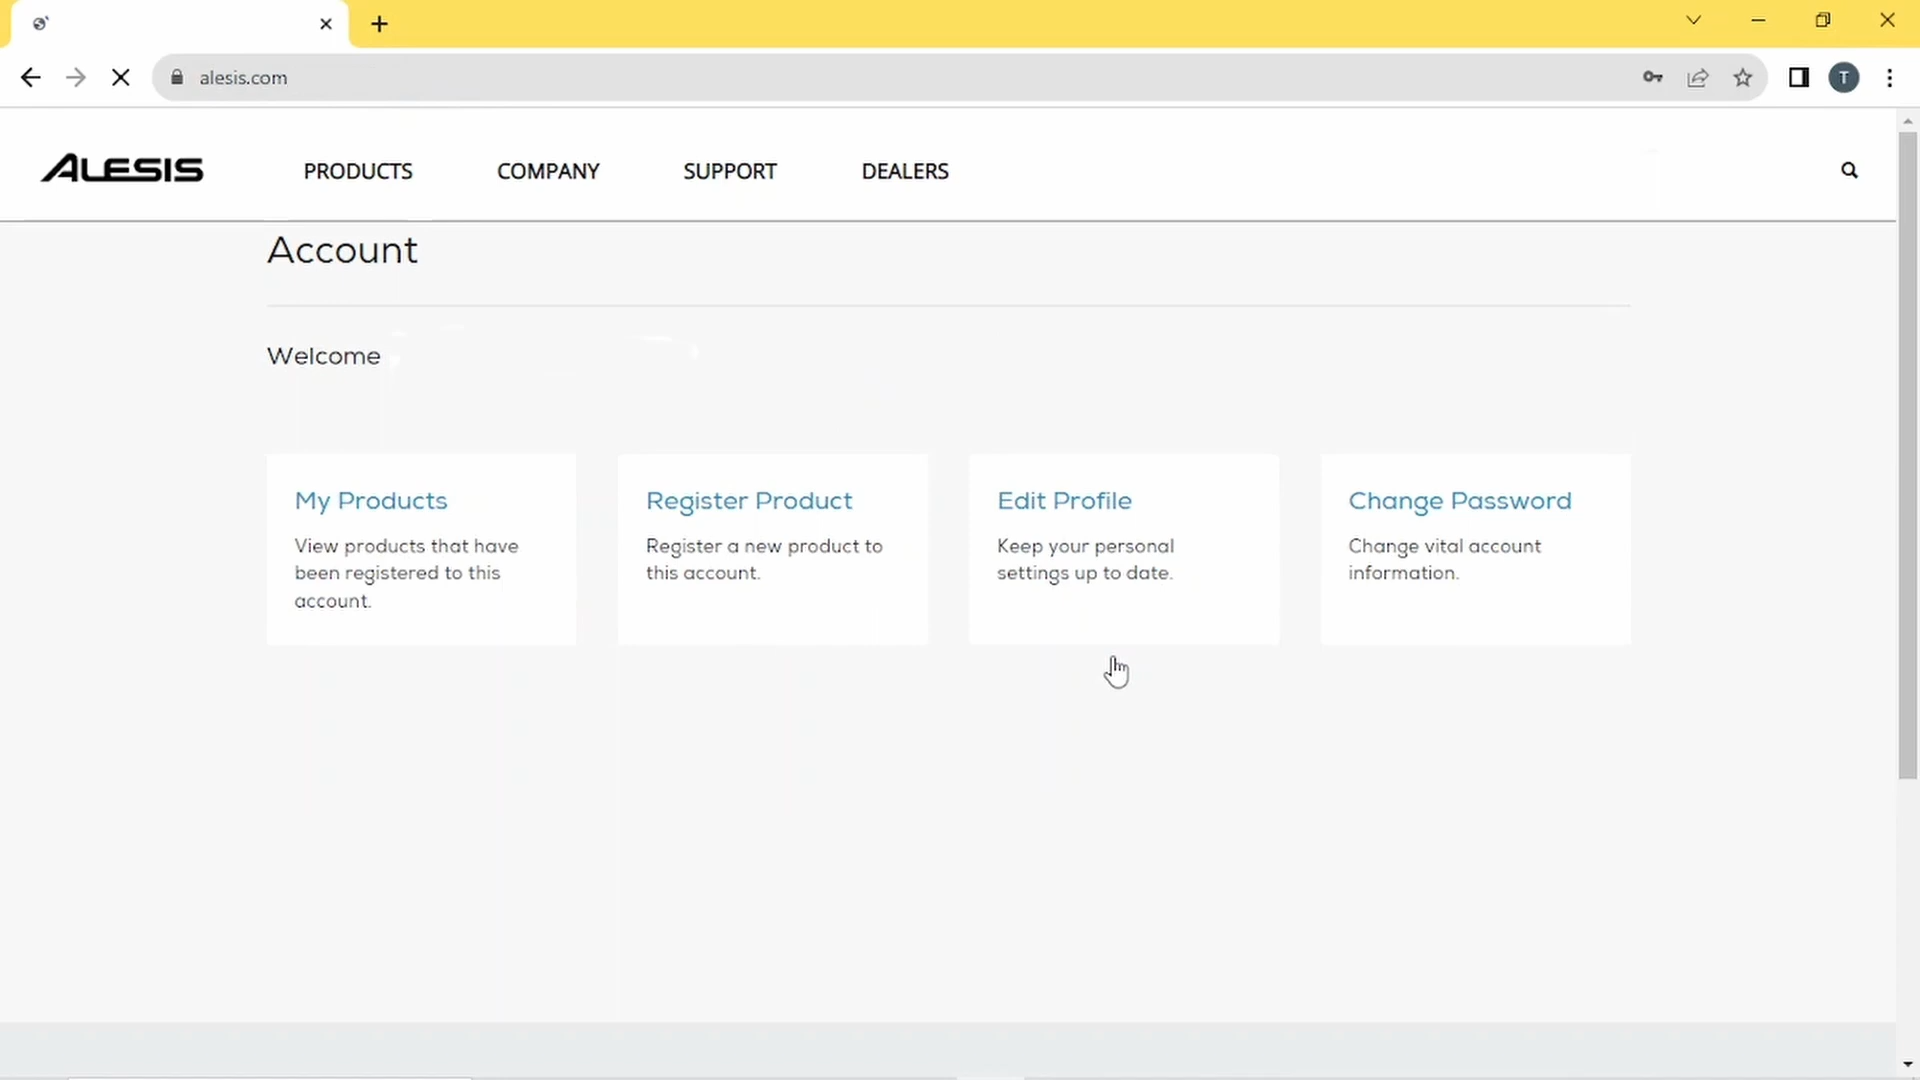 alesis.com
T
ALESIS
PRODUCTS
COMPANY
SUPPORT
DEALERS
Account
Welcome
My Products
View products that have
been registered to this
account.
Register Product
Register a new product to
this account.
Edit Profile
Keep your personal
settings up to date.
Change Password
Change vital account
information.